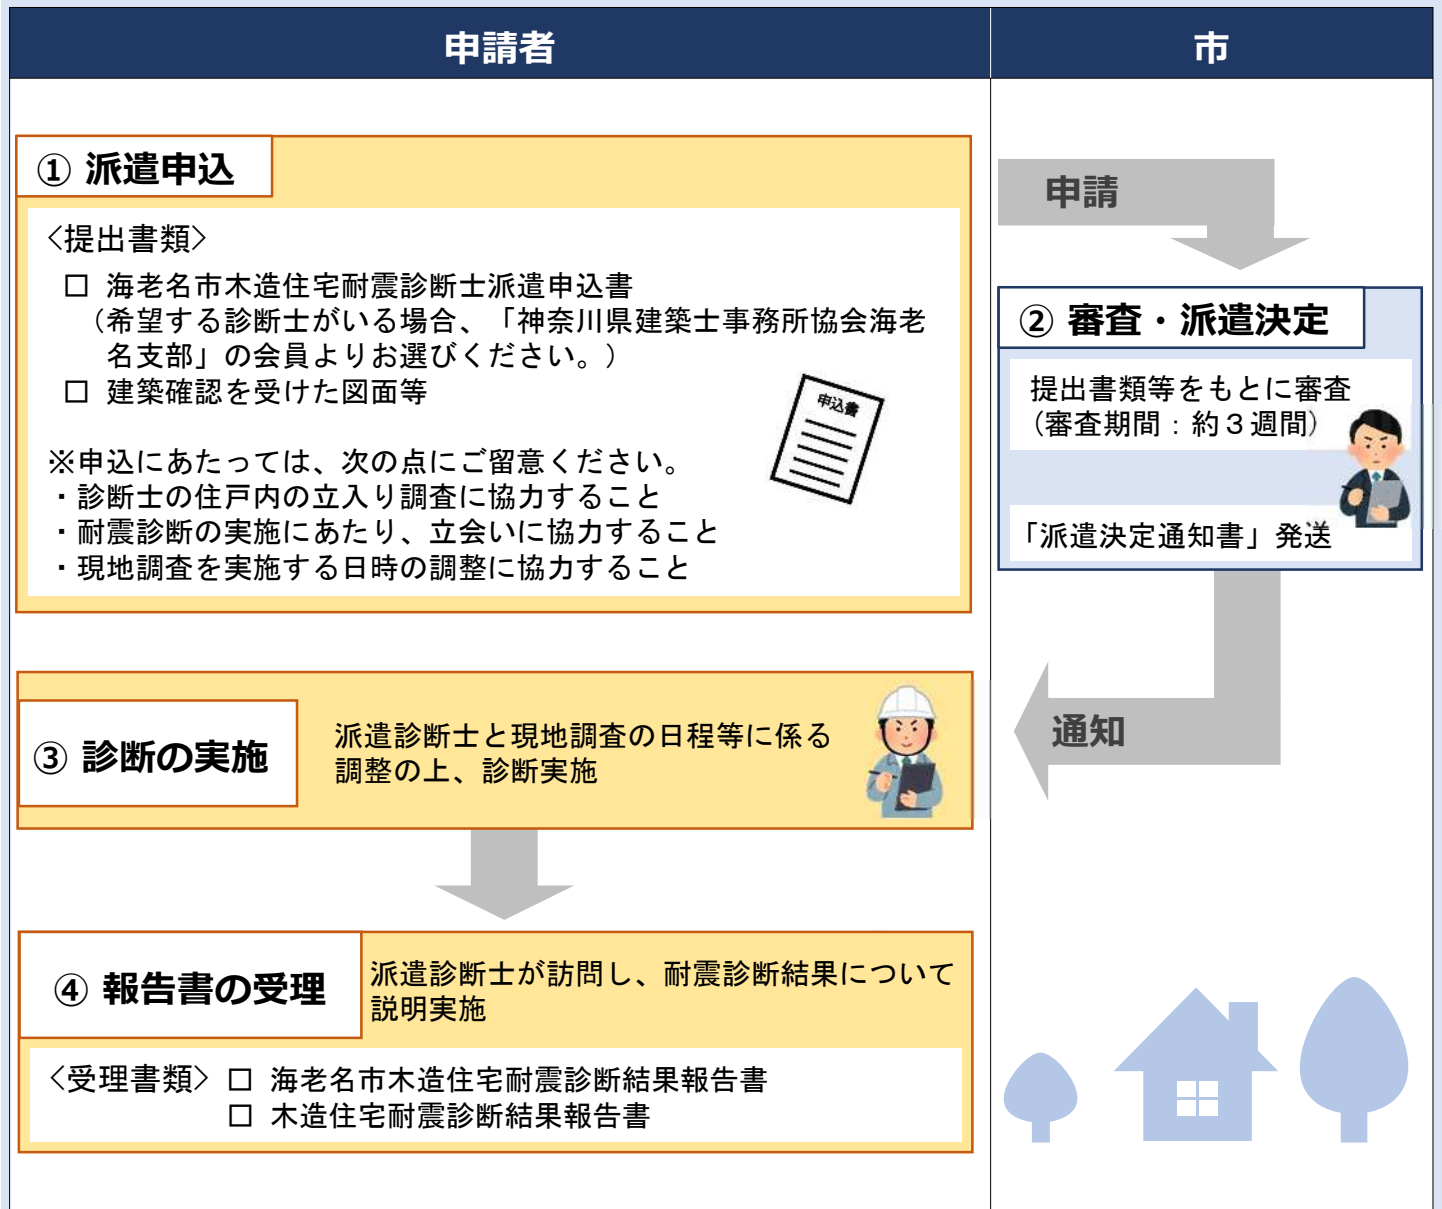 申請者
市
① 派遣申込
<提出書類>
□ 海老名市木造住宅耐震診断士派遣申込書
（希望する診断士がいる場合、「神奈川県建築士事務所協会海老
名支部」の会員よりお選びください。）
□ 建築確認を受けた図面等
申込書
※申込にあたっては、次の点にご留意ください。
・診断士の住戸内の立入り調査に協力すること
・耐震診断の実施にあたり、立会いに協力すること
・現地調査を実施する日時の調整に協力すること
申請
② 審査・派遣決定
提出書類等をもとに審査
（審査期間：約３週間）
「派遣決定通知書」発送
通知
③ 診断の実施
派遣診断士と現地調査の日程等に係る
調整の上、診断実施
④ 報告書の受理
派遣診断士が訪問し、耐震診断結果について
説明実施
<受理書類> □ 海老名市木造住宅耐震診断結果報告書
□ 木造住宅耐震診断結果報告書